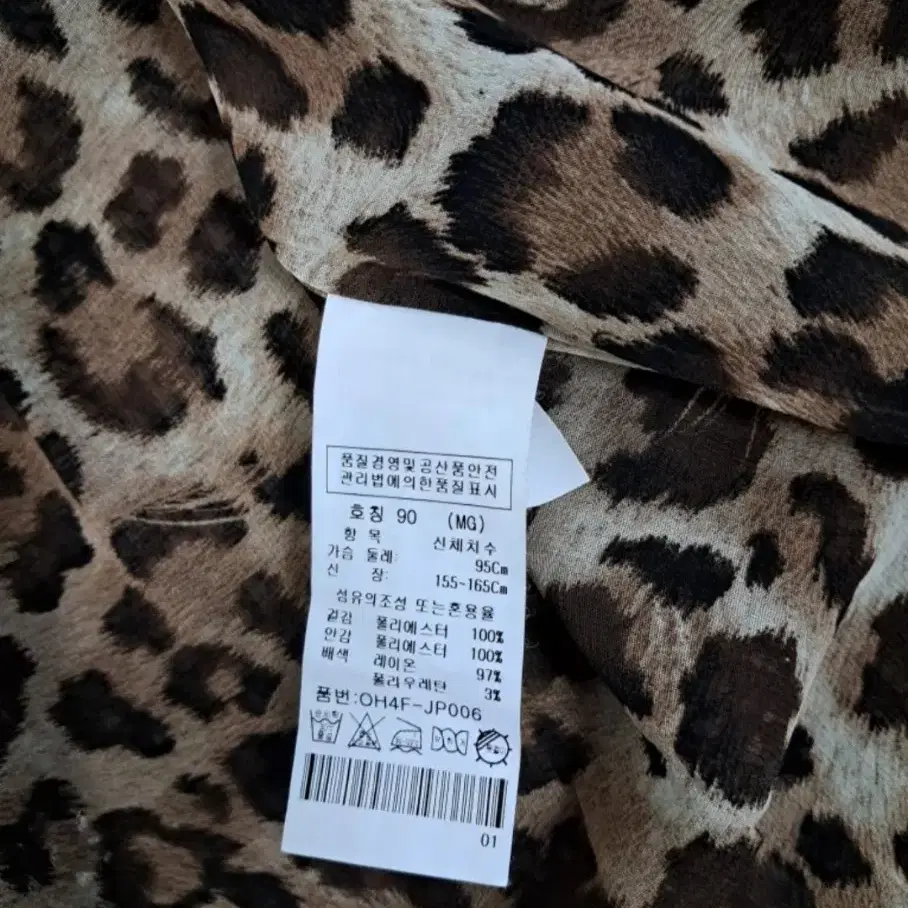 품질경영및공산품안전
관리법에의한품질표시
호칭 90 (MG)
항 목 신체치수
가슴 둘레: 95Cm
신 장: 155~165Cm
섬유의조성 또는혼용율
겉감 폴리에스터 100%
안감 폴리에스터 100%
배색 레이온 97%
폴리우레탄 3%
품번:OH4F-JP006
01